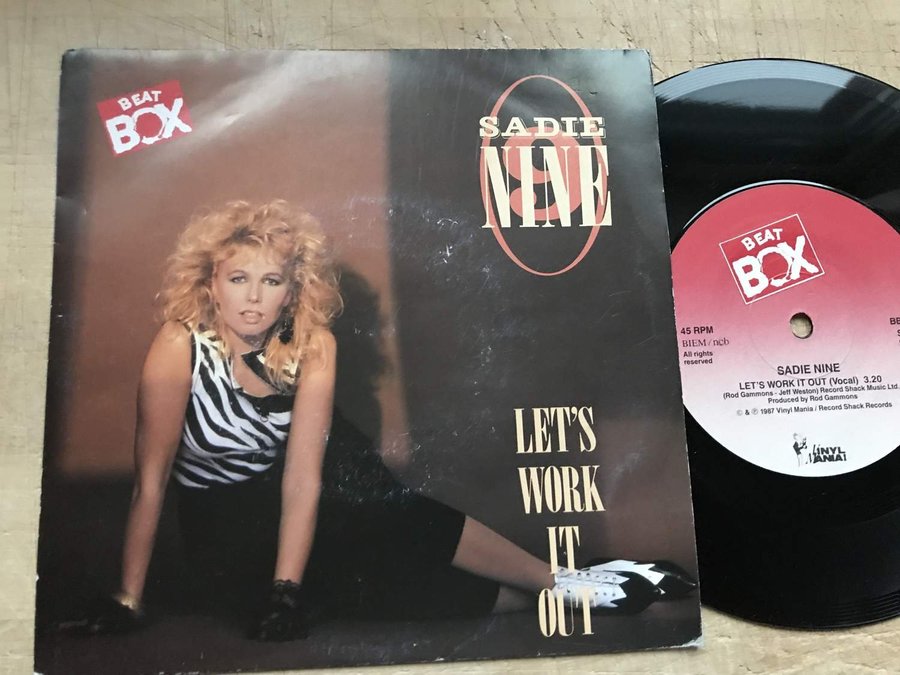 BEAT
BOX
SADIE
9
NINE
LET'S
WORK
IT
OUT
BEAT
BOX
45 RPM
BIEM / ncb
All rights
reserved
BE
SADIE NINE
LET'S WORK IT OUT (Vocal) 3.20
(Rod Gammons - Jeff Weston) Record Shack Music Ltd.
Produced by Rod Gammons
© & ℗ 1987 Vinyl Mania / Record Shack Records
VINYL
MANIA!